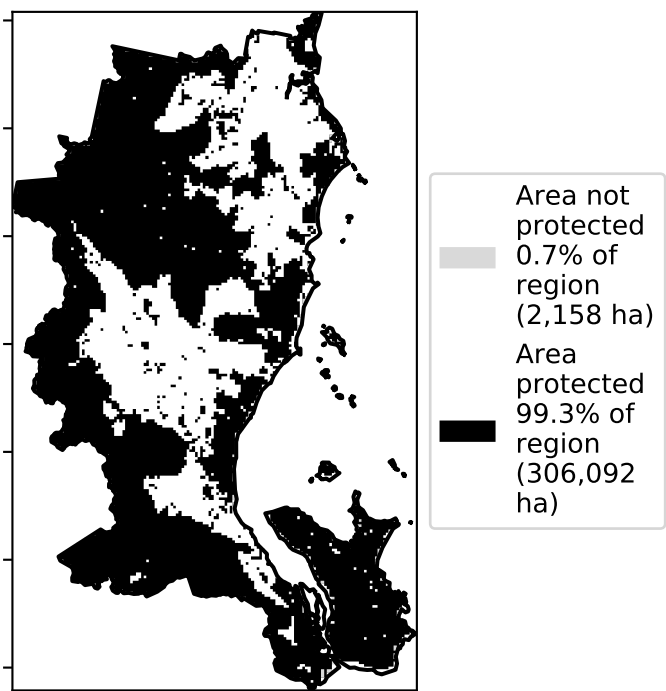 Area not
protected
0.7% of
region
(2,158 ha)
Area
protected
99.3% of
region
(306,092
ha)